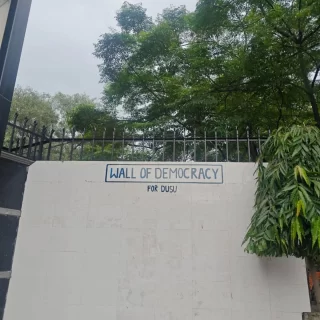 WALL OF DEMOCRACY
FOR DUSU